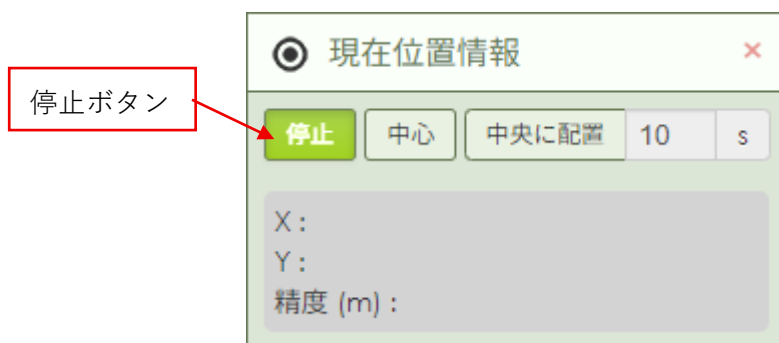 現在位置情報 ×
停止ボタン
停止 中心 中央に配置 10 s
X :
Y :
精度 (m) :